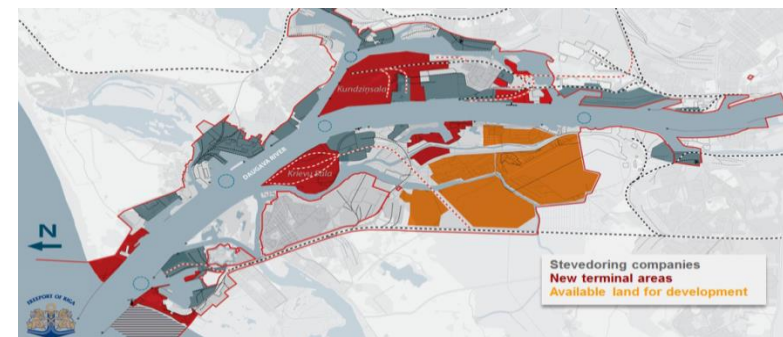 Kundziņsala
DAUGAVA RIVER
Krievu Sala
N
Stevedoring companies
New terminal areas
Available land for development
FREEPORT OF RIGA